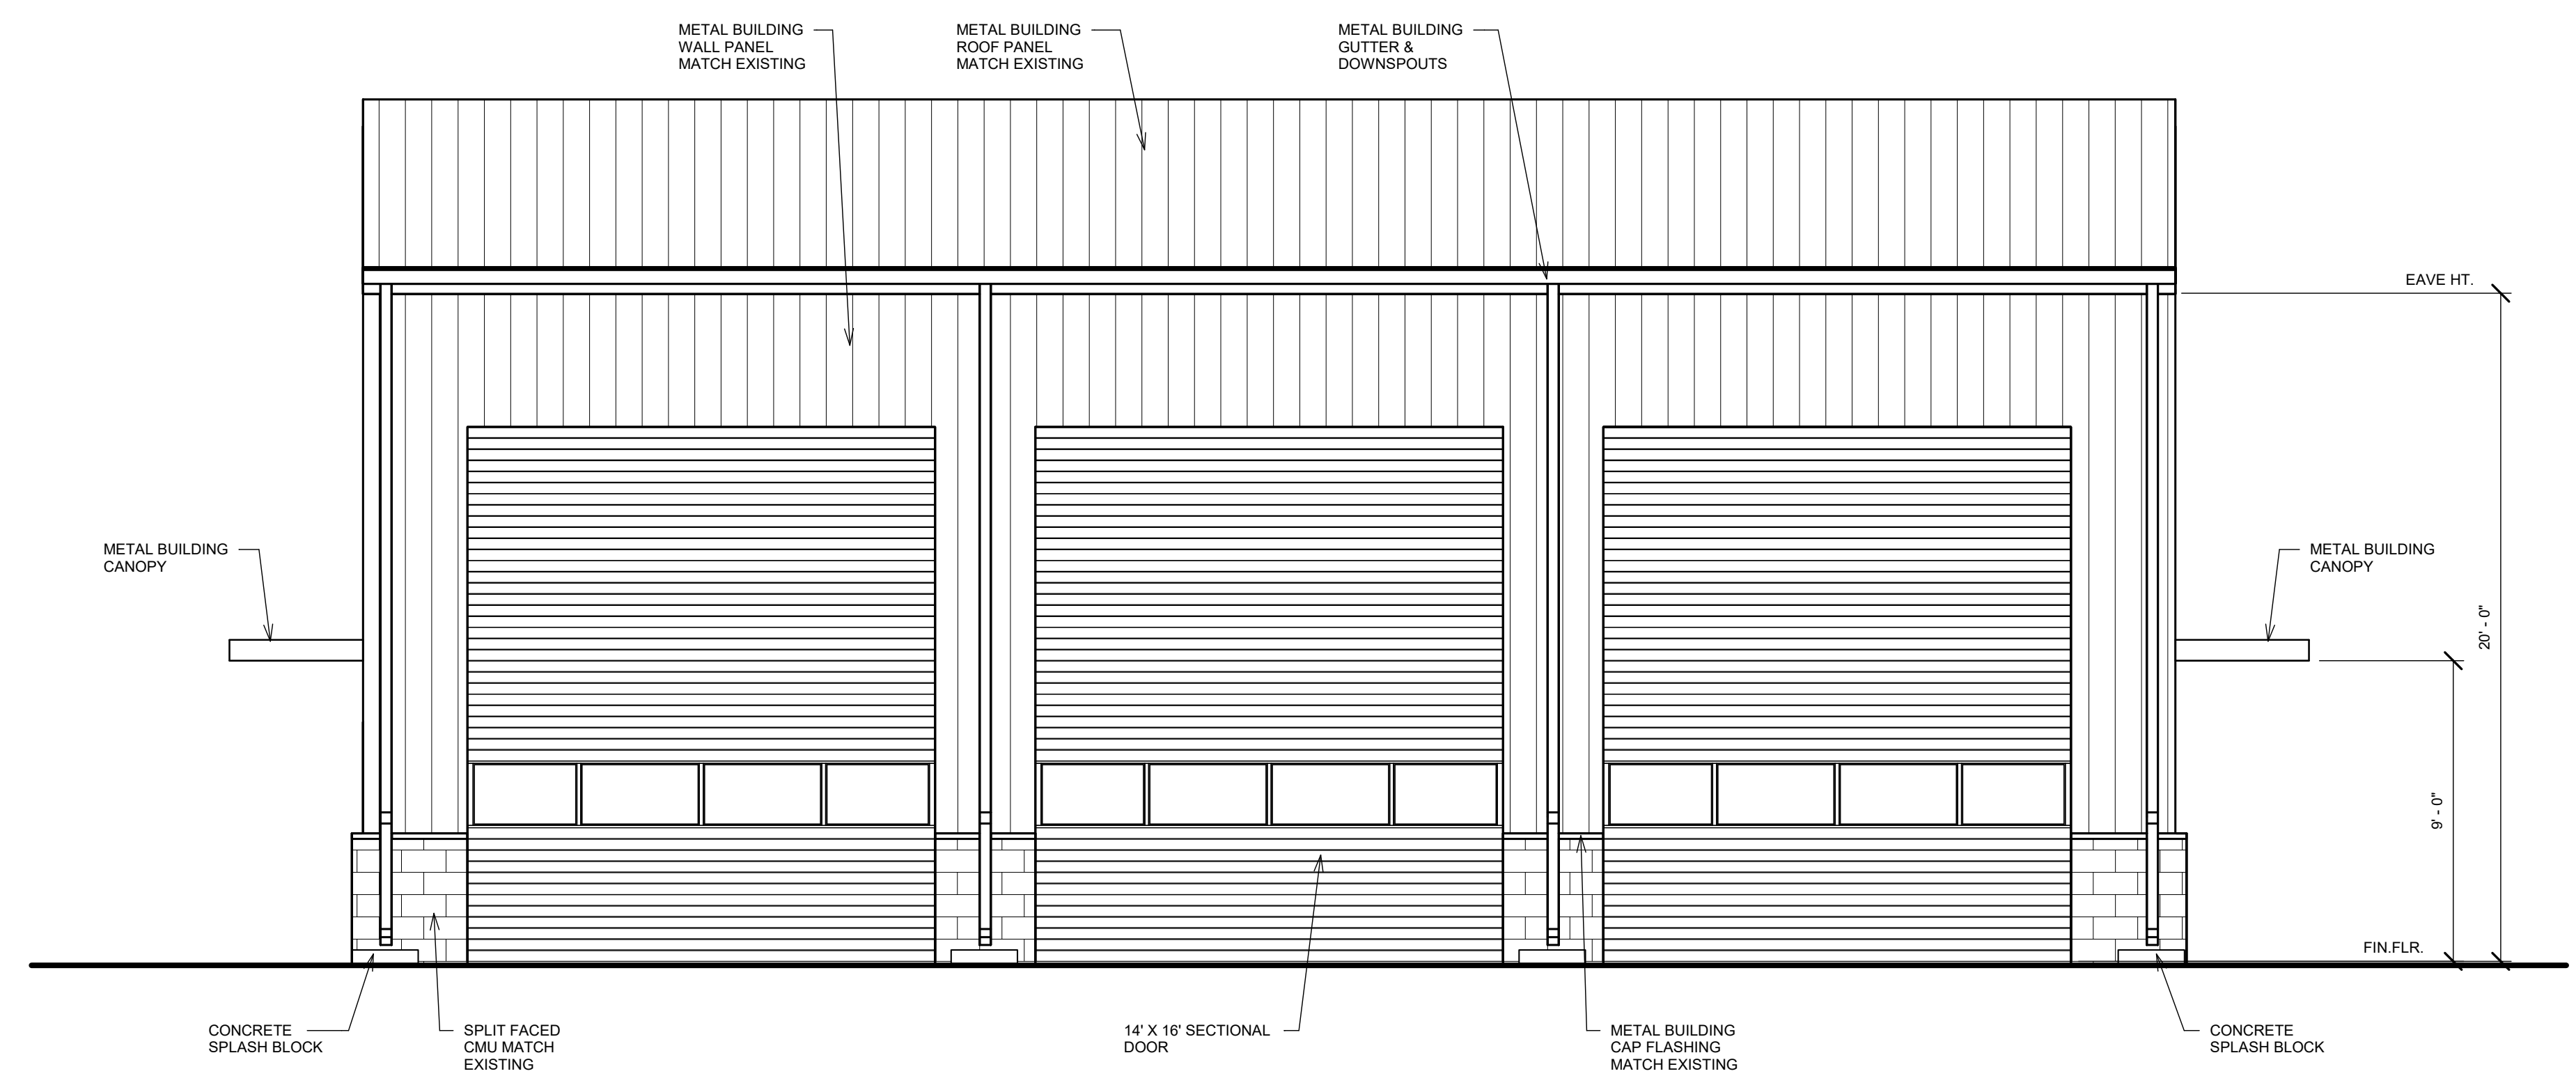 METAL BUILDING
WALL PANEL
MATCH EXISTING
METAL BUILDING
ROOF PANEL
MATCH EXISTING
METAL BUILDING
GUTTER &
DOWNSPOUTS
EAVE HT.
METAL BUILDING
CANOPY
METAL BUILDING
CANOPY
20' - 0"
9' - 0"
FIN.FLR.
CONCRETE
SPLASH BLOCK
SPLIT FACED
CMU MATCH
EXISTING
14' X 16' SECTIONAL
DOOR
METAL BUILDING
CAP FLASHING
MATCH EXISTING
CONCRETE
SPLASH BLOCK